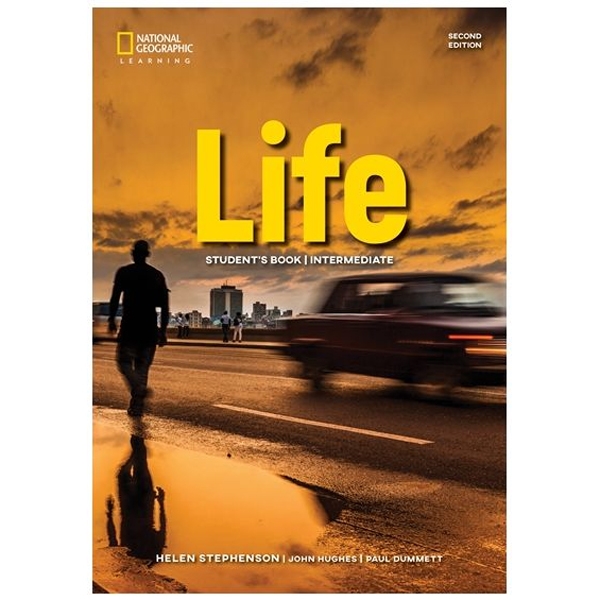 NATIONAL
GEOGRAPHIC
LEARNING
SECOND
EDITION
Life
STUDENT'S BOOK | INTERMEDIATE
HELEN STEPHENSON | JOHN HUGHES | PAUL DUMMETT